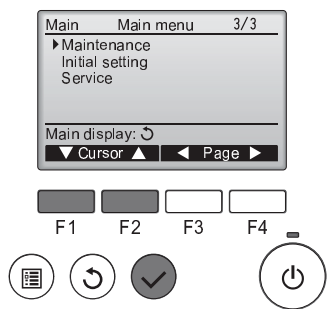 Main Main menu 3/3
Maintenance
Initial setting
Service
Main display:
Cursor Page
F1 F2 F3 F4